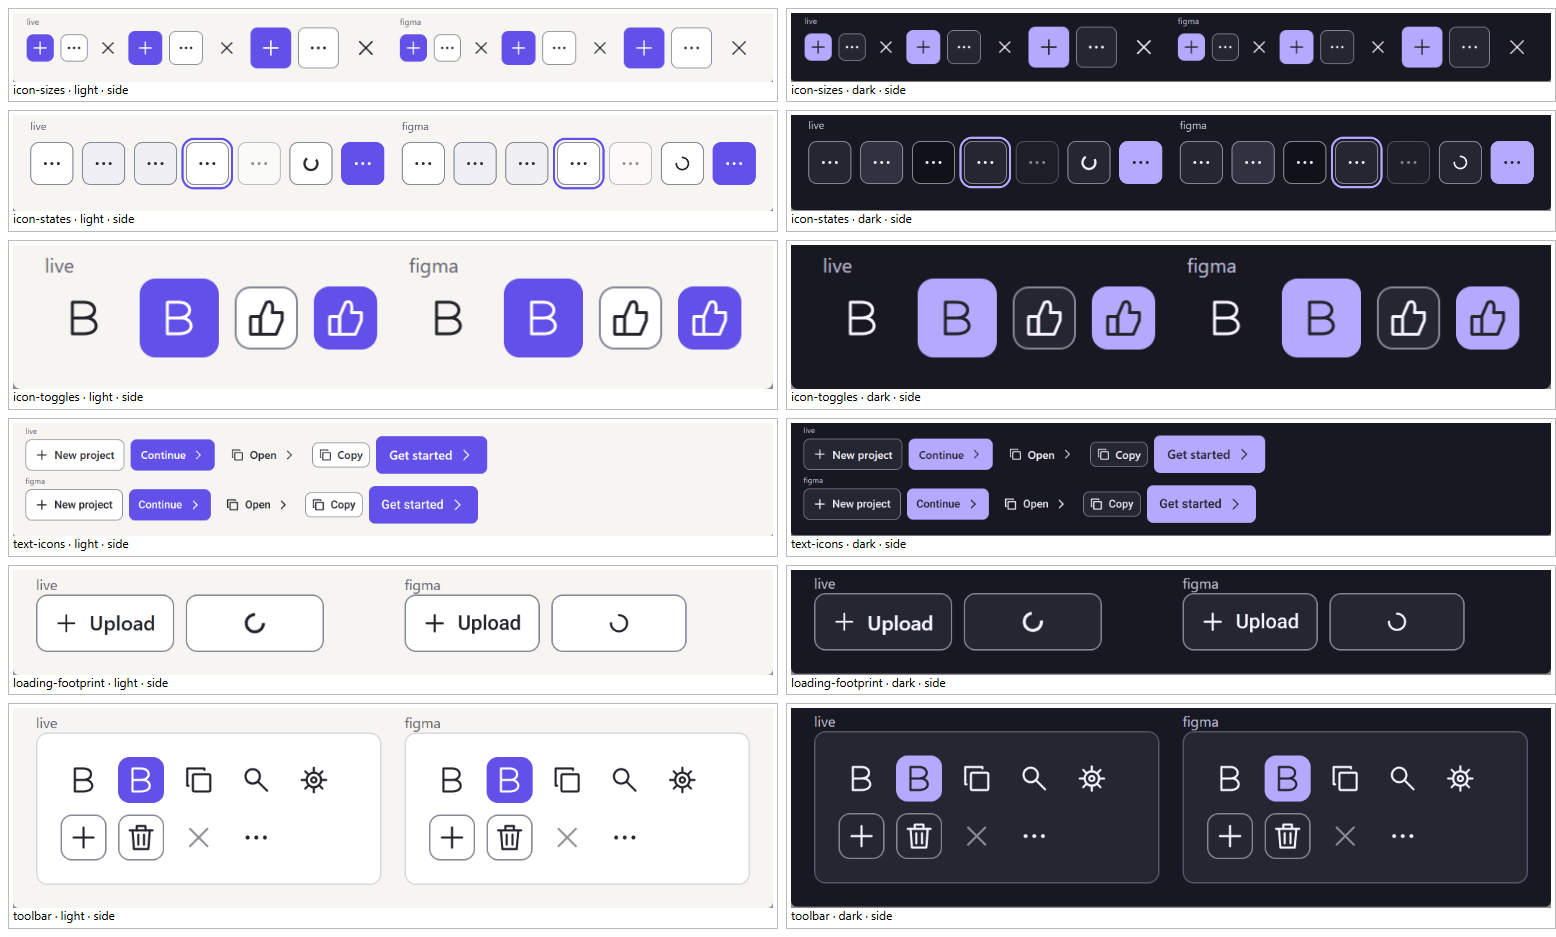 live figma
icon-sizes · light · side
live figma
icon-sizes · dark · side
live figma
icon-states · light · side
live figma
icon-states · dark · side
live figma
B B B B
icon-toggles · light · side
live figma
B B B B
icon-toggles · dark · side
live
New project Continue Open Copy Get started
figma
New project Continue Open Copy Get started
text-icons · light · side
live
New project Continue Open Copy Get started
figma
New project Continue Open Copy Get started
text-icons · dark · side
live figma
Upload Upload
loading-footprint · light · side
live figma
Upload Upload
loading-footprint · dark · side
live figma
B B B B
toolbar · light · side
live figma
B B B B
toolbar · dark · side